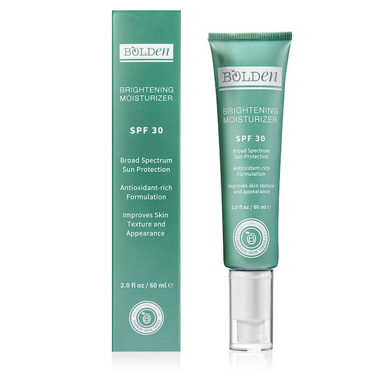 BOLDEN
BRIGHTENING
MOISTURIZER
SPF 30
Broad Spectrum
Sun Protection
Antioxidant-rich
Formulation
Improves Skin
Texture and
Appearance
2.0 fl oz / 60 ml ℮
BOLDEN
BRIGHTENING
MOISTURIZER
SPF 30
Broad Spectrum
Sun Protection
Antioxidant-rich
Formulation
Improves skin texture
and appearance
2.0 fl oz / 60 ml ℮